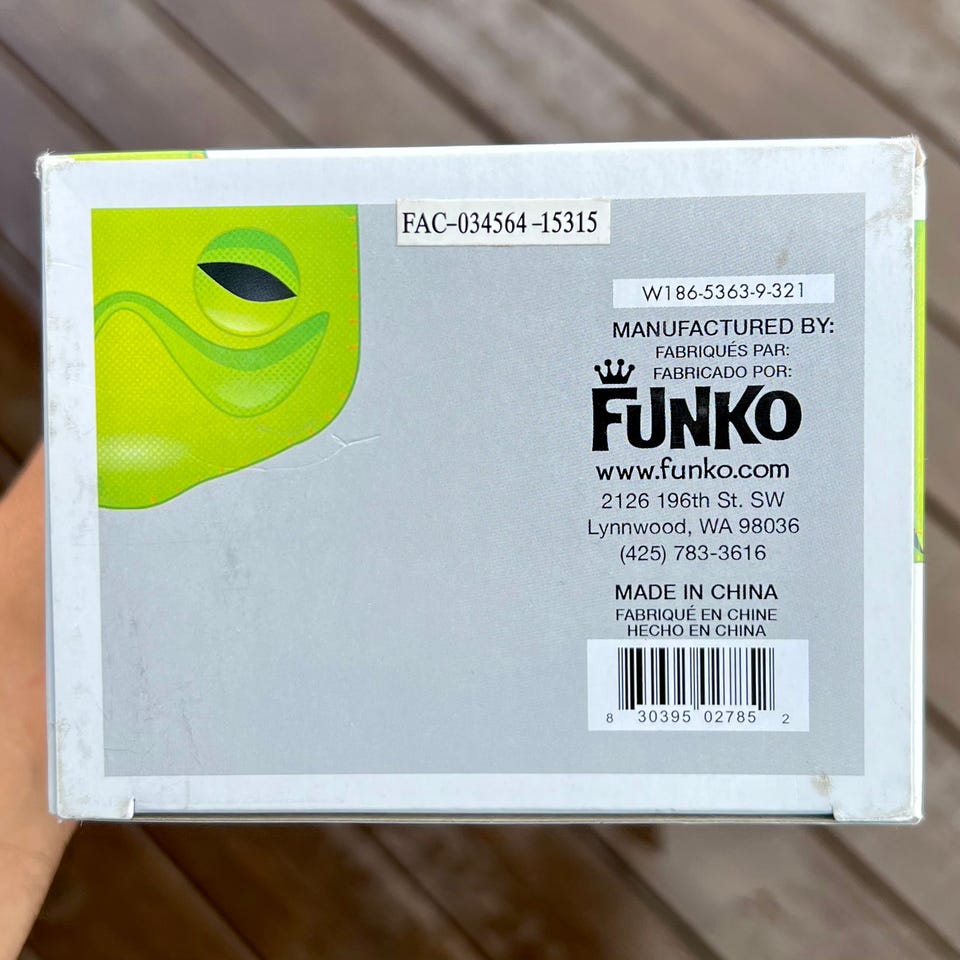 FAC-034564-15315
W186-5363-9-321
MANUFACTURED BY:
FABRIQUÉS PAR:
FABRICADO POR:
FUNKO
www.funko.com
2126 196th St. SW
Lynnwood, WA 98036
(425) 783-3616
MADE IN CHINA
FABRIQUÉ EN CHINE
HECHO EN CHINA
8 30395 02785 2